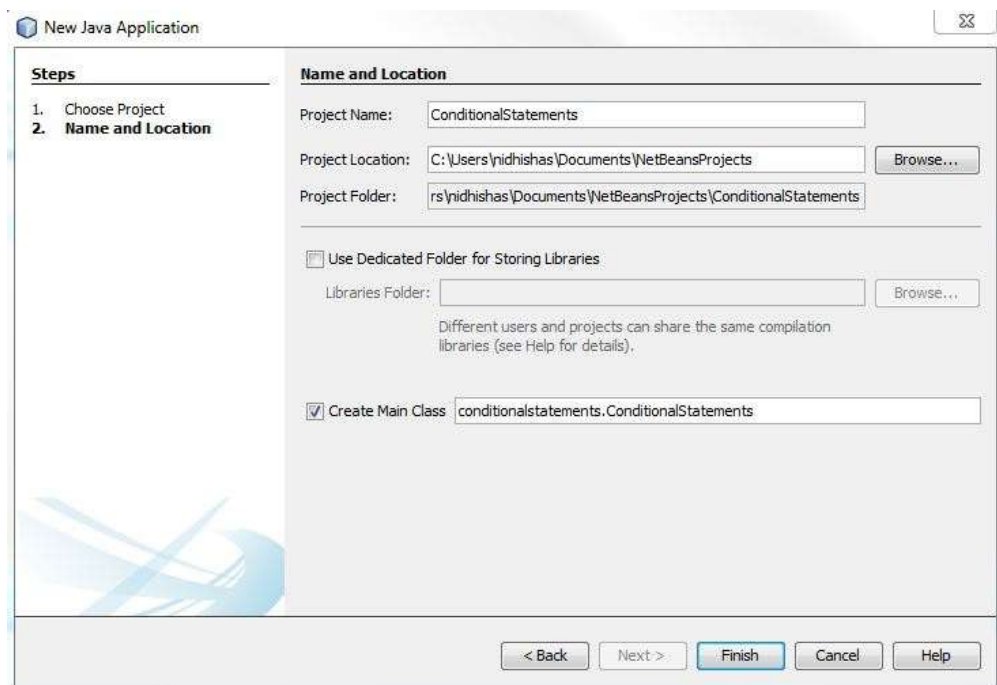 New Java Application
Steps
1. Choose Project
2. Name and Location
Name and Location
Project Name: ConditionalStatements
Project Location: C:\Users\nidhishas\Documents\NetBeansProjects Browse...
Project Folder: rs\nidhishas\Documents\NetBeansProjects\ConditionalStatements
Use Dedicated Folder for Storing Libraries
Libraries Folder: Browse...
Different users and projects can share the same compilation
libraries (see Help for details).
Create Main Class conditionalstatements.ConditionalStatements
< Back Next > Finish Cancel Help